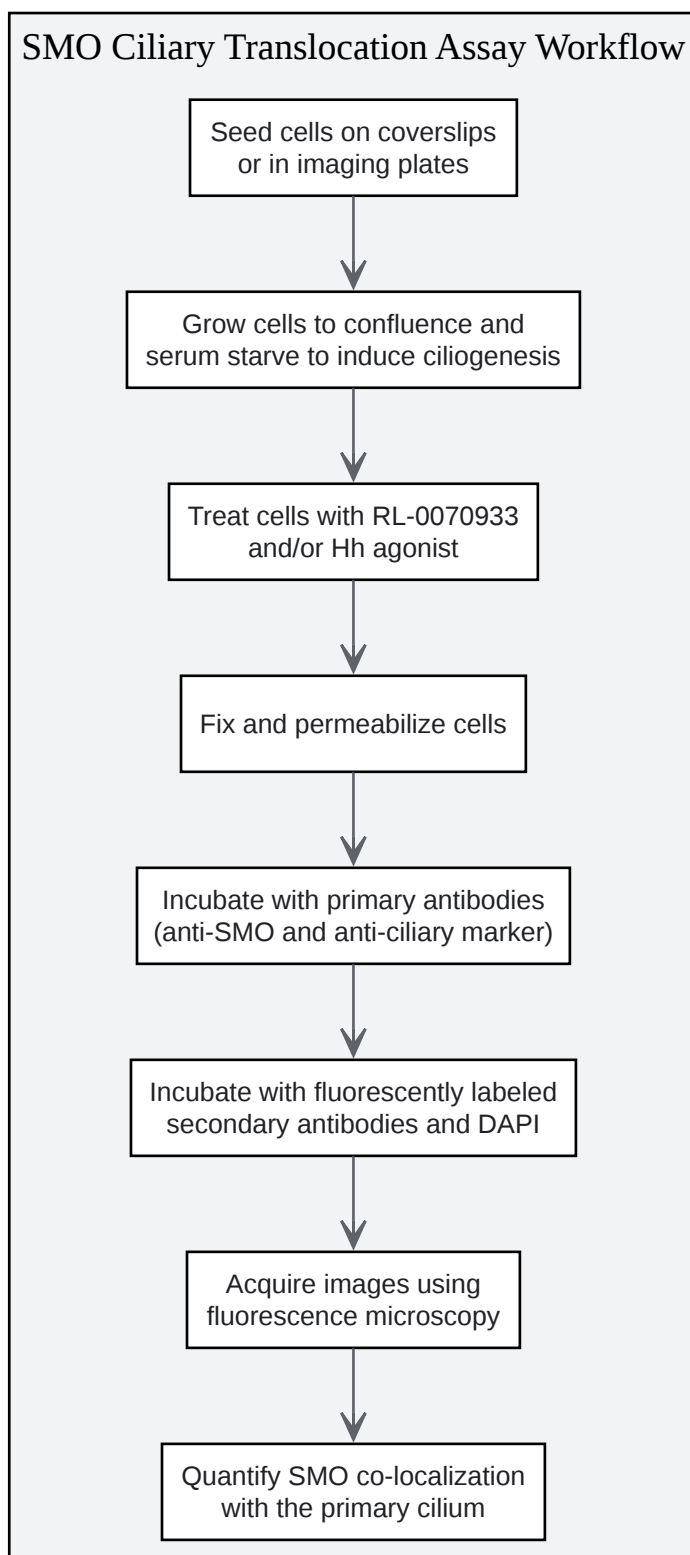 SMO Ciliary Translocation Assay Workflow
Seed cells on coverslips
or in imaging plates
Grow cells to confluence and
serum starve to induce ciliogenesis
Treat cells with RL-0070933
and/or Hh agonist
Fix and permeabilize cells
Incubate with primary antibodies
(anti-SMO and anti-ciliary marker)
Incubate with fluorescently labeled
secondary antibodies and DAPI
Acquire images using
fluorescence microscopy
Quantify SMO co-localization
with the primary cilium